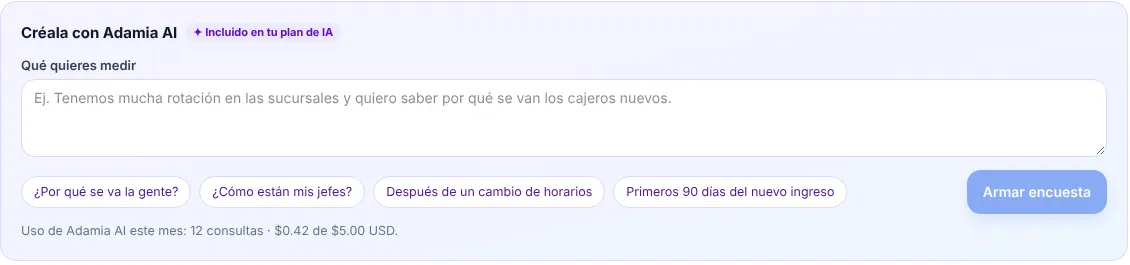 Créala con Adamia AI ✦ Incluido en tu plan de IA
Qué quieres medir
Ej. Tenemos mucha rotación en las sucursales y quiero saber por qué se van los cajeros nuevos.
¿Por qué se va la gente? ¿Cómo están mis jefes? Después de un cambio de horarios Primeros 90 días del nuevo ingreso Armar encuesta
Uso de Adamia AI este mes: 12 consultas · $0.42 de $5.00 USD.